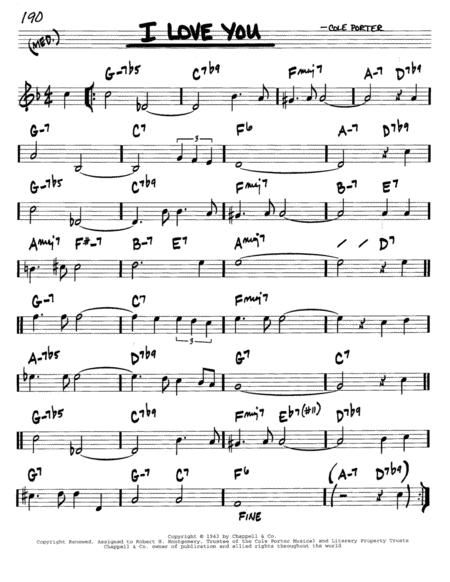 190
I LOVE YOU
(MED.)
—COLE PORTER
G-7b5 C7b9 Fmaj7 A-7 D7b9
G-7 C7 3 F6 A-7 D7b9
G-7b5 C7b9 Fmaj7 B-7 E7
Amaj7 F#-7 B-7 E7 Amaj7 / / D7
G-7 C7 Fmaj7
3
A-7b5 D7b9 G7 C7
G-7b5 C7b9 Fmaj7 Eb7(#11) D7b9
G7 G-7 C7 F6 (A-7 D7b9)
FINE
Copyright © 1943 by Chappell & Co.
Copyright Renewed, Assigned to Robert H. Montgomery, Trustee of the Cole Porter Musical and Literary Property Trusts
Chappell & Co. owner of publication and allied rights throughout the world